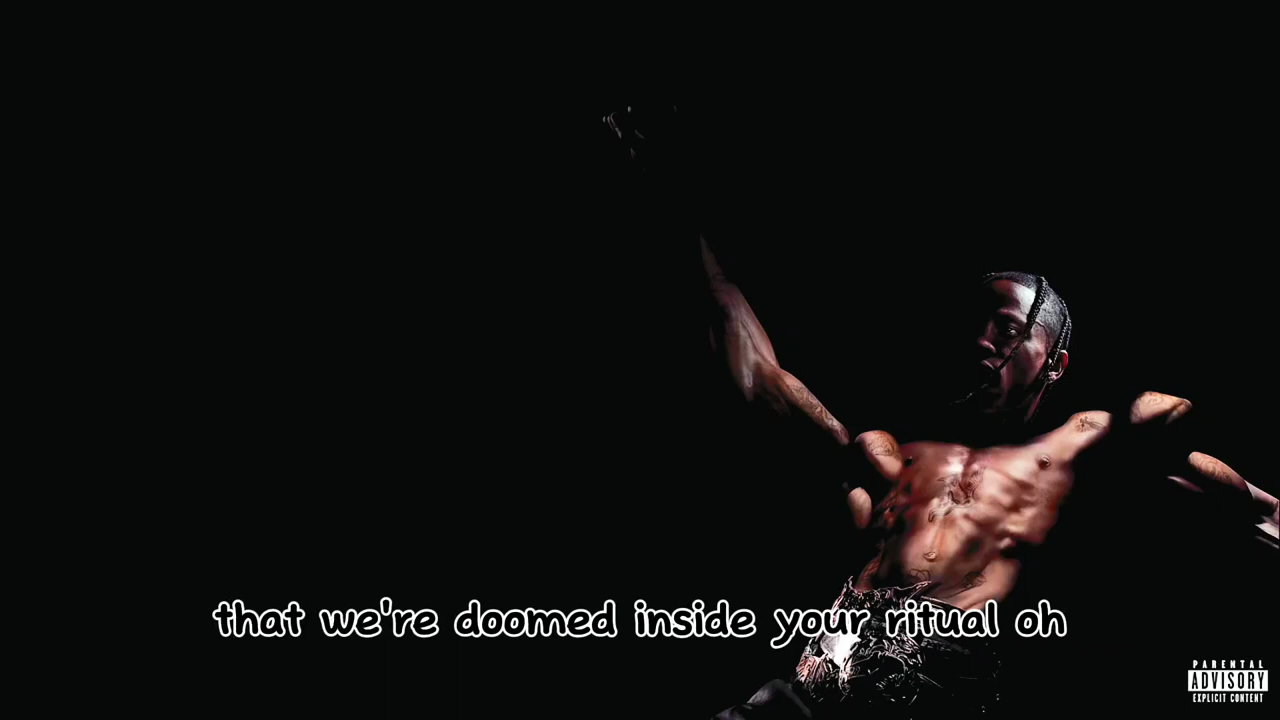 that we're doomed inside your ritual oh
PARENTAL
ADVISORY
EXPLICIT CONTENT